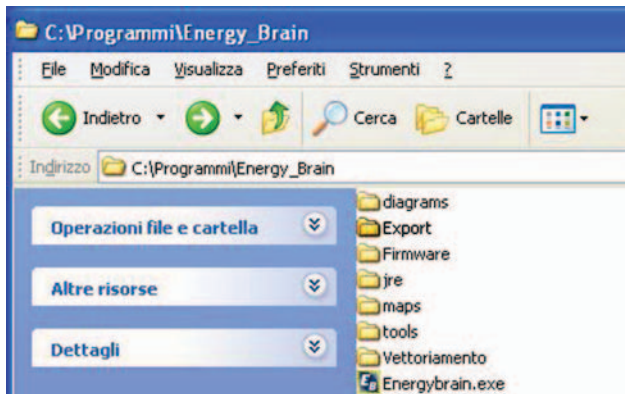 C:\Programmi\Energy_Brain
File Modifica Visualizza Preferiti Strumenti ?
Indietro Cerca Cartelle
Indirizzo C:\Programmi\Energy_Brain
Operazioni file e cartella
Altre risorse
Dettagli
diagrams
Export
Firmware
jre
maps
tools
Vettoriamento
Energybrain.exe